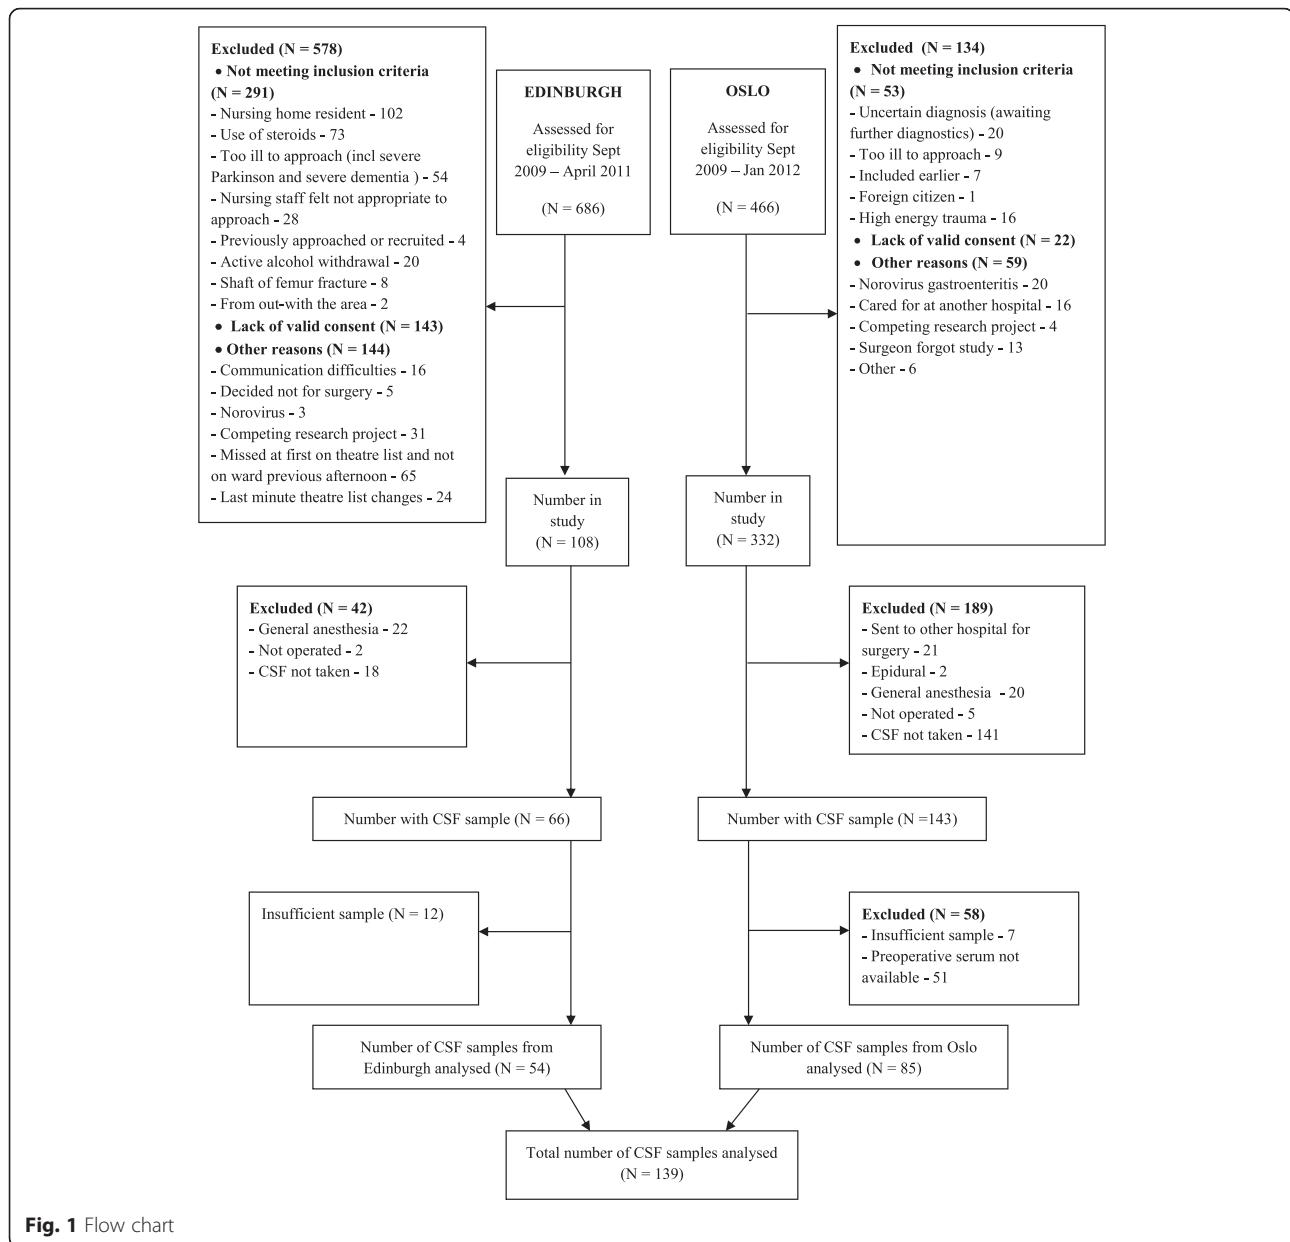 Excluded (N = 578)
• Not meeting inclusion criteria
(N = 291)
- Nursing home resident - 102
- Use of steroids - 73
- Too ill to approach (incl severe
Parkinson and severe dementia ) - 54
- Nursing staff felt not appropriate to
approach - 28
- Previously approached or recruited - 4
- Active alcohol withdrawal - 20
- Shaft of femur fracture - 8
- From out-with the area - 2
• Lack of valid consent (N = 143)
• Other reasons (N = 144)
- Communication difficulties - 16
- Decided not for surgery - 5
- Norovirus - 3
- Competing research project - 31
- Missed at first on theatre list and not
on ward previous afternoon - 65
- Last minute theatre list changes - 24
EDINBURGH
Assessed for
eligibility Sept
2009 – April 2011
(N = 686)
OSLO
Assessed for
eligibility Sept
2009 – Jan 2012
(N = 466)
Excluded (N = 134)
• Not meeting inclusion criteria
(N = 53)
- Uncertain diagnosis (awaiting
further diagnostics) - 20
- Too ill to approach - 9
- Included earlier - 7
- Foreign citizen - 1
- High energy trauma - 16
• Lack of valid consent (N = 22)
• Other reasons (N = 59)
- Norovirus gastroenteritis - 20
- Cared for at another hospital - 16
- Competing research project - 4
- Surgeon forgot study - 13
- Other - 6
Number in
study
(N = 108)
Number in
study
(N = 332)
Excluded (N = 42)
- General anesthesia - 22
- Not operated - 2
- CSF not taken - 18
Excluded (N = 189)
- Sent to other hospital for
surgery - 21
- Epidural - 2
- General anesthesia - 20
- Not operated - 5
- CSF not taken - 141
Number with CSF sample (N = 66)
Number with CSF sample (N =143)
Insufficient sample (N = 12)
Excluded (N = 58)
- Insufficient sample - 7
- Preoperative serum not
available - 51
Number of CSF samples from
Edinburgh analysed (N = 54)
Number of CSF samples from Oslo
analysed (N = 85)
Total number of CSF samples analysed
(N = 139)
Fig. 1 Flow chart